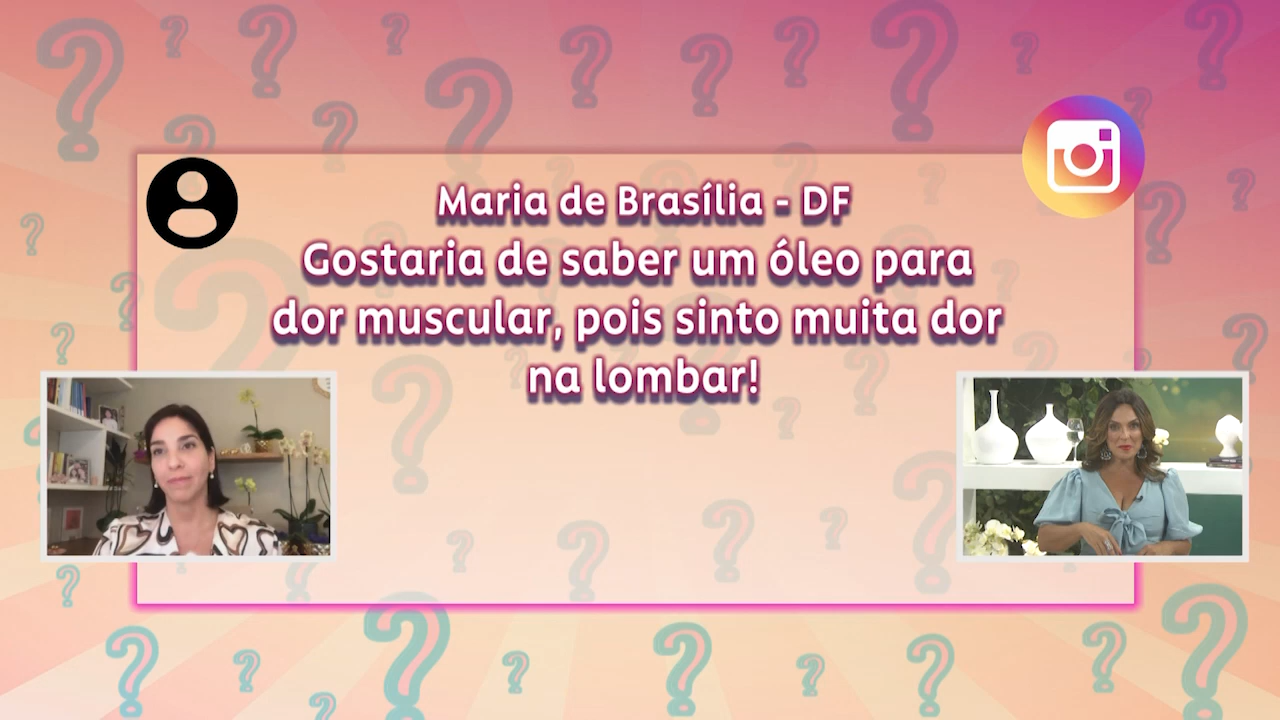 Maria de Brasília - DF
Gostaria de saber um óleo para
dor muscular, pois sinto muita dor
na lombar!